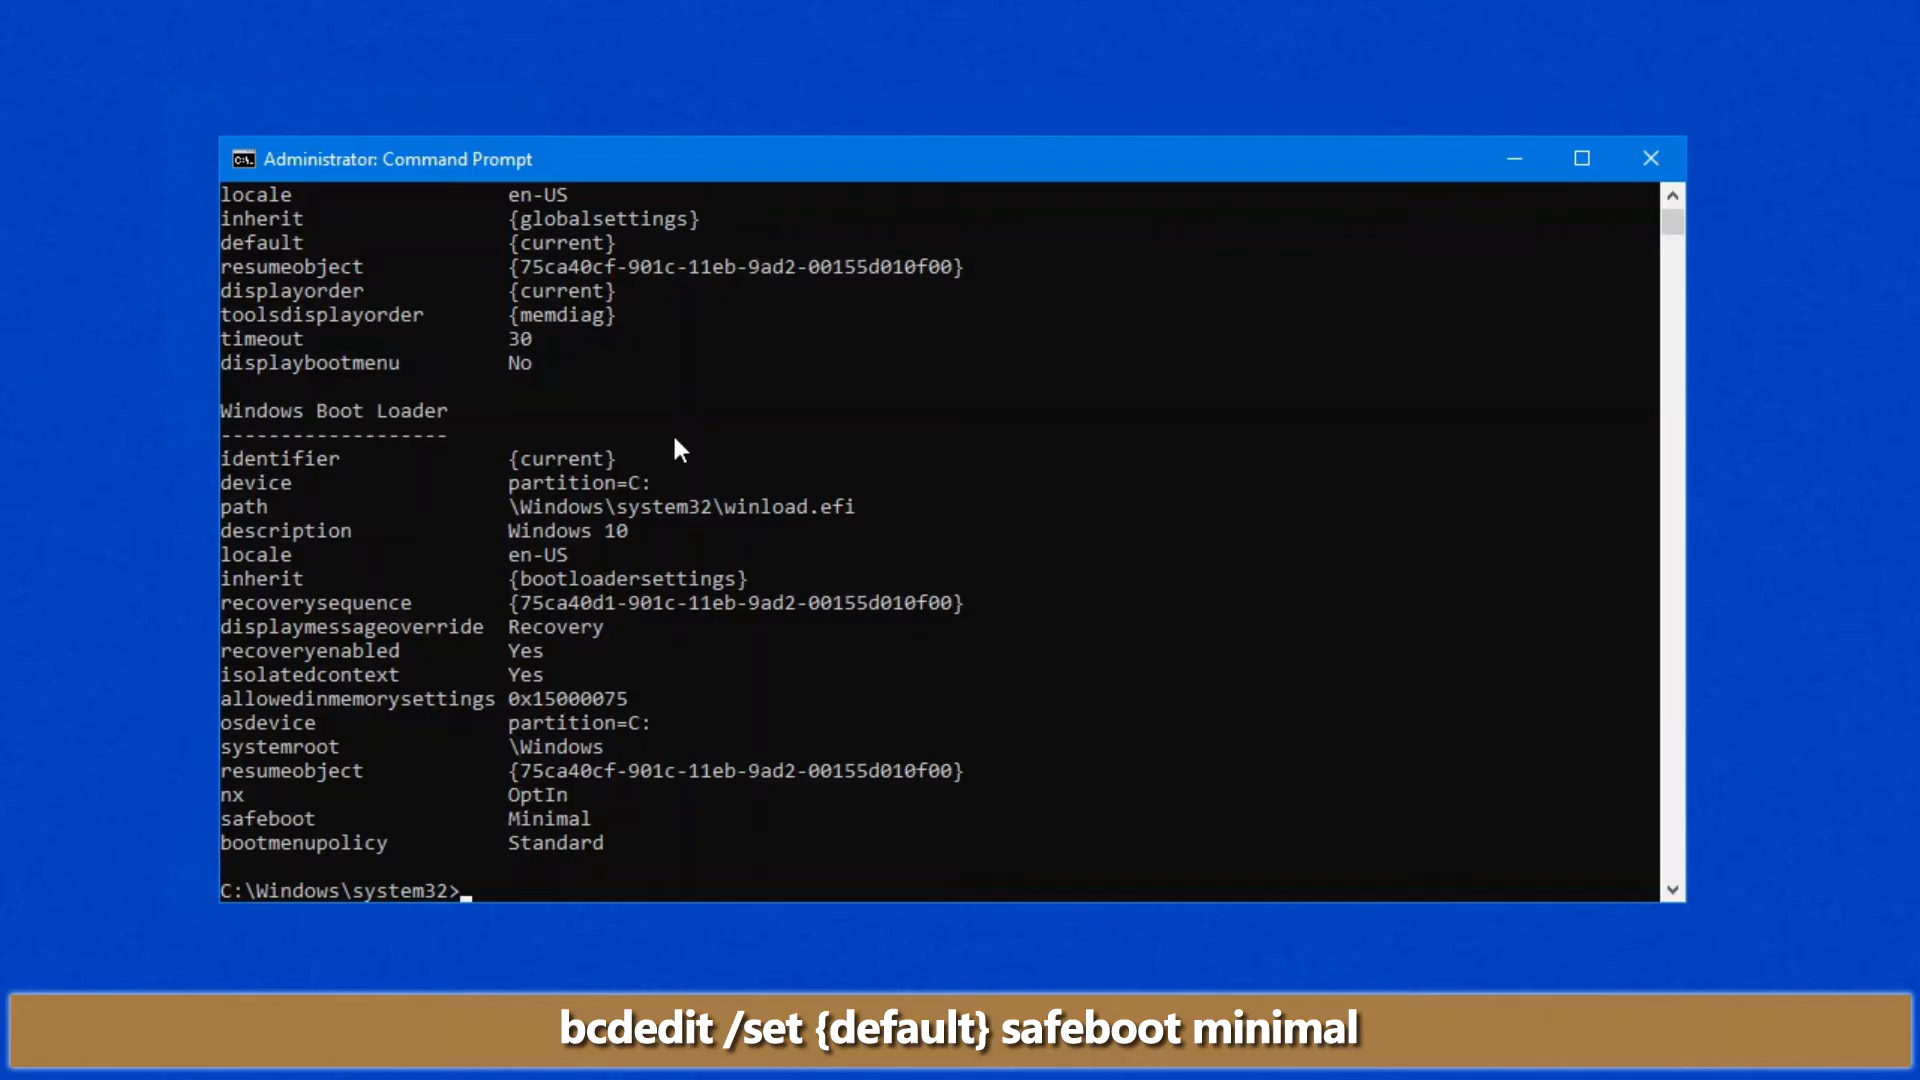 Administrator: Command Prompt
locale en-US
inherit {globalsettings}
default {current}
resumeobject {75ca40cf-901c-11eb-9ad2-00155d010f00}
displayorder {current}
toolsdisplayorder {memdiag}
timeout 30
displaybootmenu No
Windows Boot Loader
-------------------
identifier {current}
device partition=C:
path \Windows\system32\winload.efi
description Windows 10
locale en-US
inherit {bootloadersettings}
recoverysequence {75ca40d1-901c-11eb-9ad2-00155d010f00}
displaymessageoverride Recovery
recoveryenabled Yes
isolatedcontext Yes
allowedinmemorysettings 0x15000075
osdevice partition=C:
systemroot \Windows
resumeobject {75ca40cf-901c-11eb-9ad2-00155d010f00}
nx OptIn
safeboot Minimal
bootmenupolicy Standard
C:\Windows\system32>
bcdedit /set {default} safeboot minimal